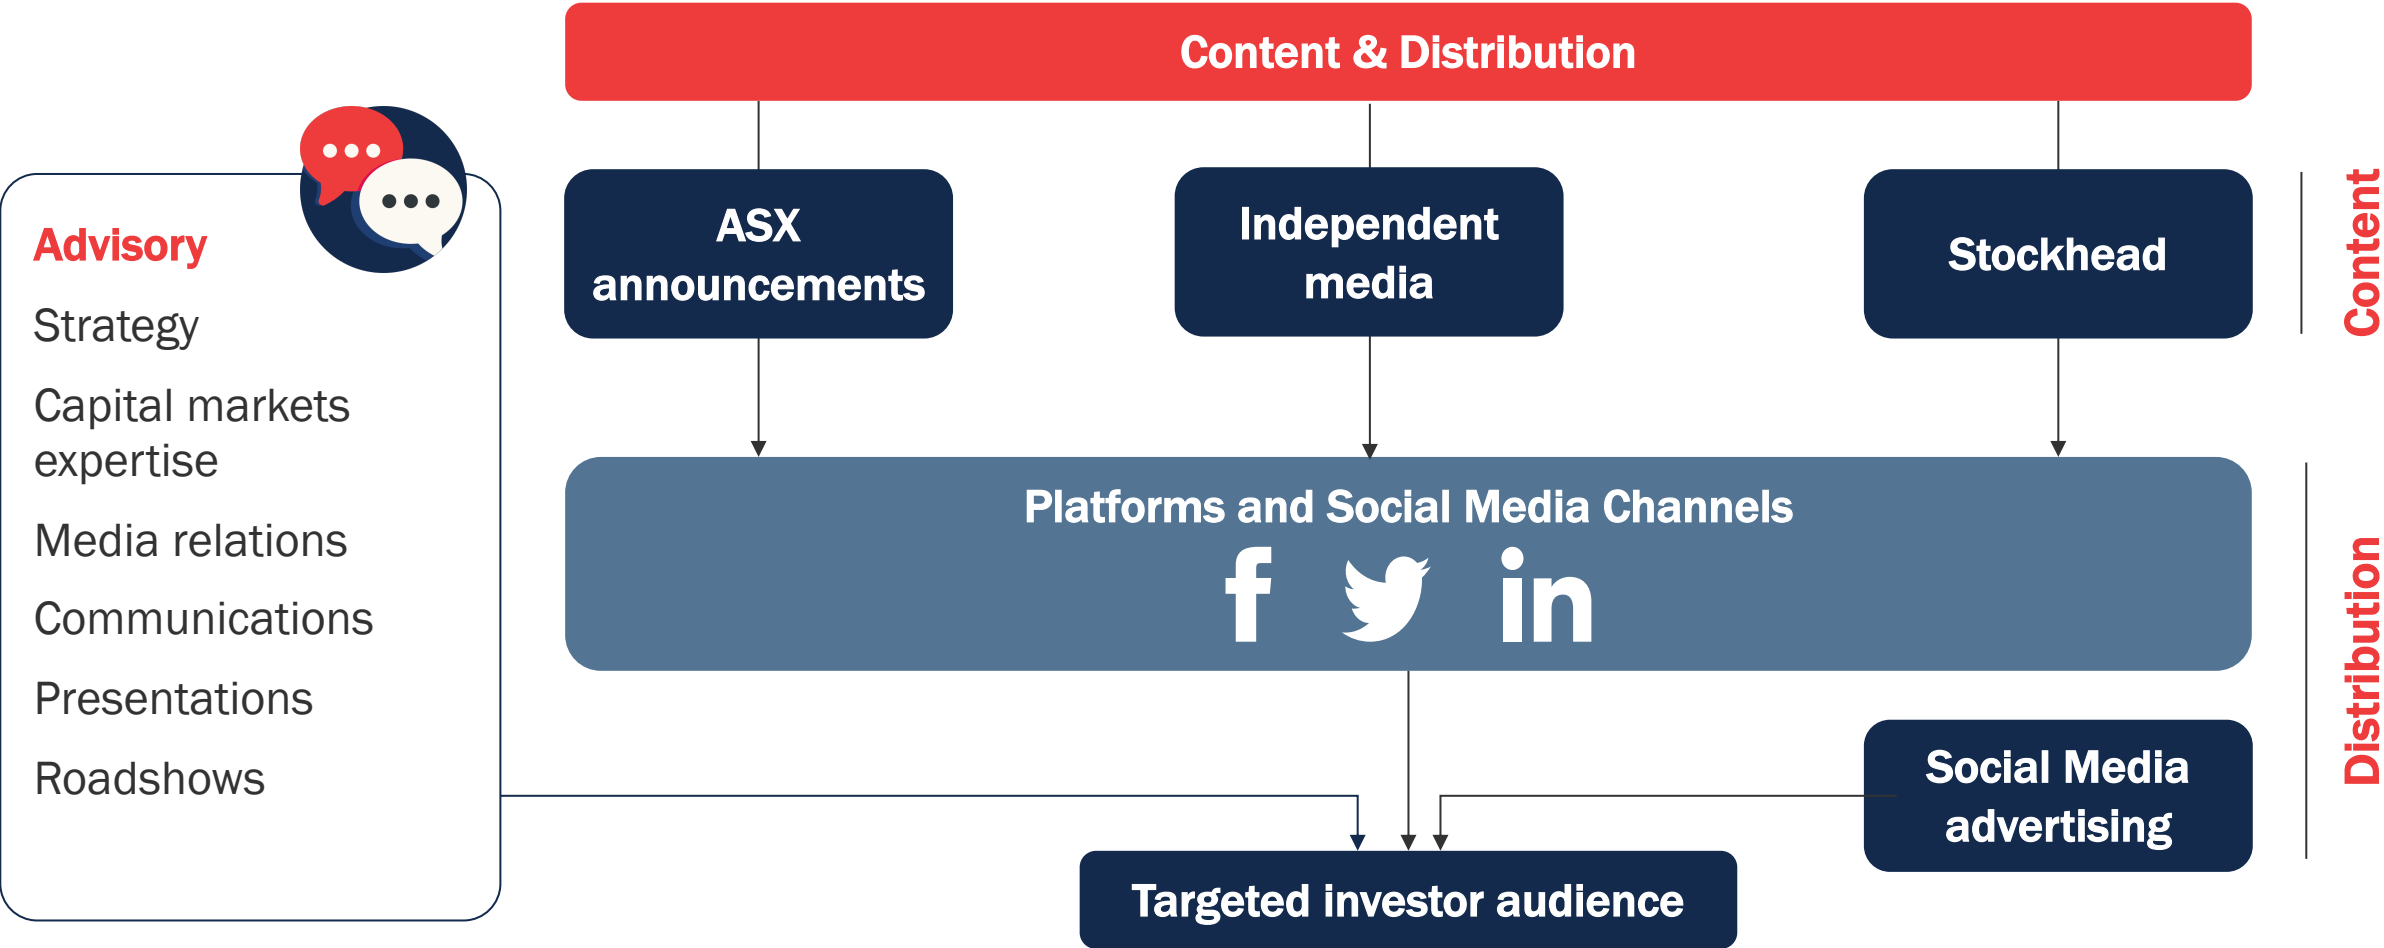 Content & Distribution
Advisory
Strategy
Capital markets
expertise
Media relations
Communications
Presentations
Roadshows
ASX
announcements
Independent
media
Stockhead
Content
Platforms and Social Media Channels
f
in
Distribution
Social Media
advertising
Targeted investor audience